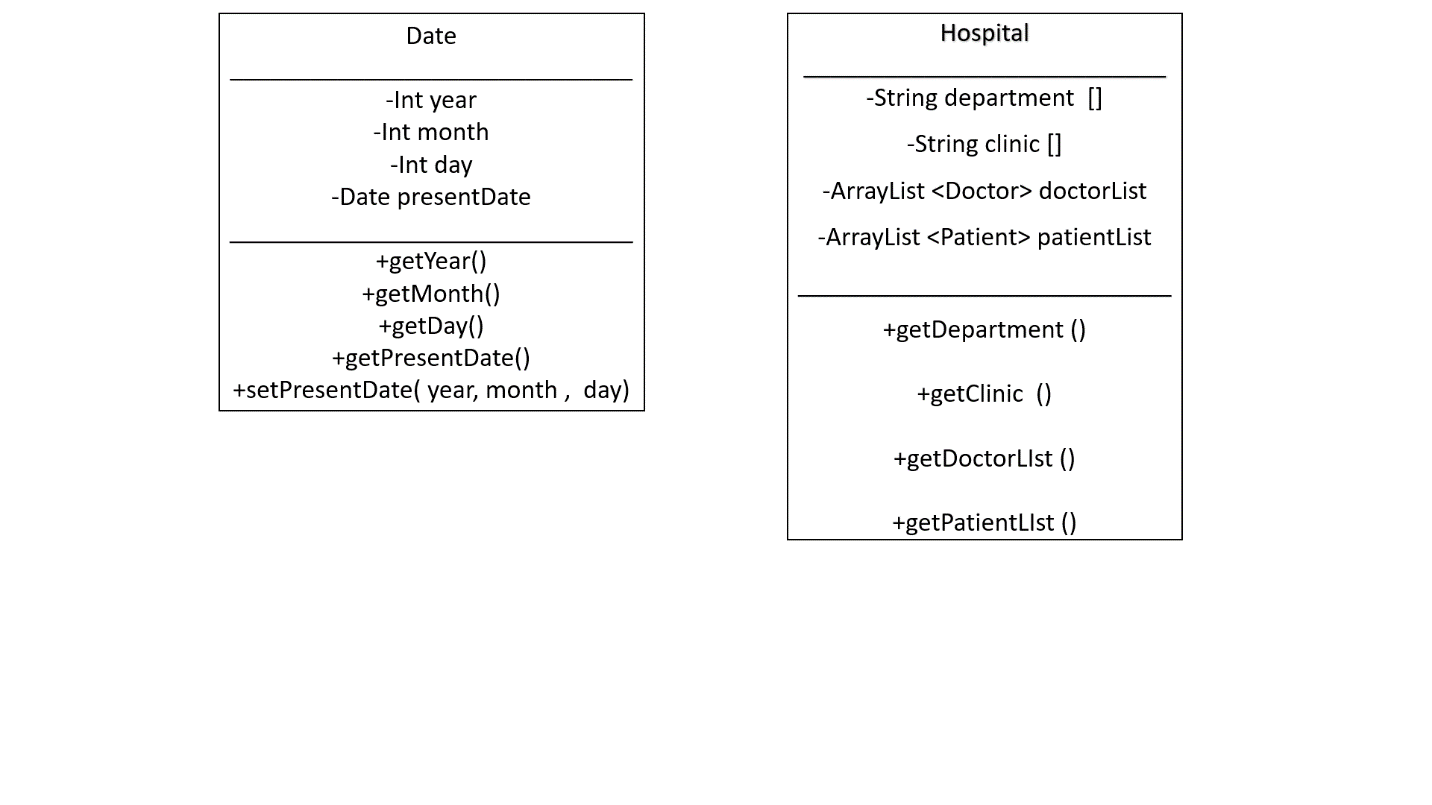 Date
-Int year
-Int month
-Int day
-Date presentDate
+getYear()
+getMonth()
+getDay()
+getPresentDate()
+setPresentDate( year, month ,  day)
Hospital
-String department  []
-String clinic []
-ArrayList <Doctor> doctorList
-ArrayList <Patient> patientList
+getDepartment ()
+getClinic  ()
+getDoctorLIst ()
+getPatientLIst ()